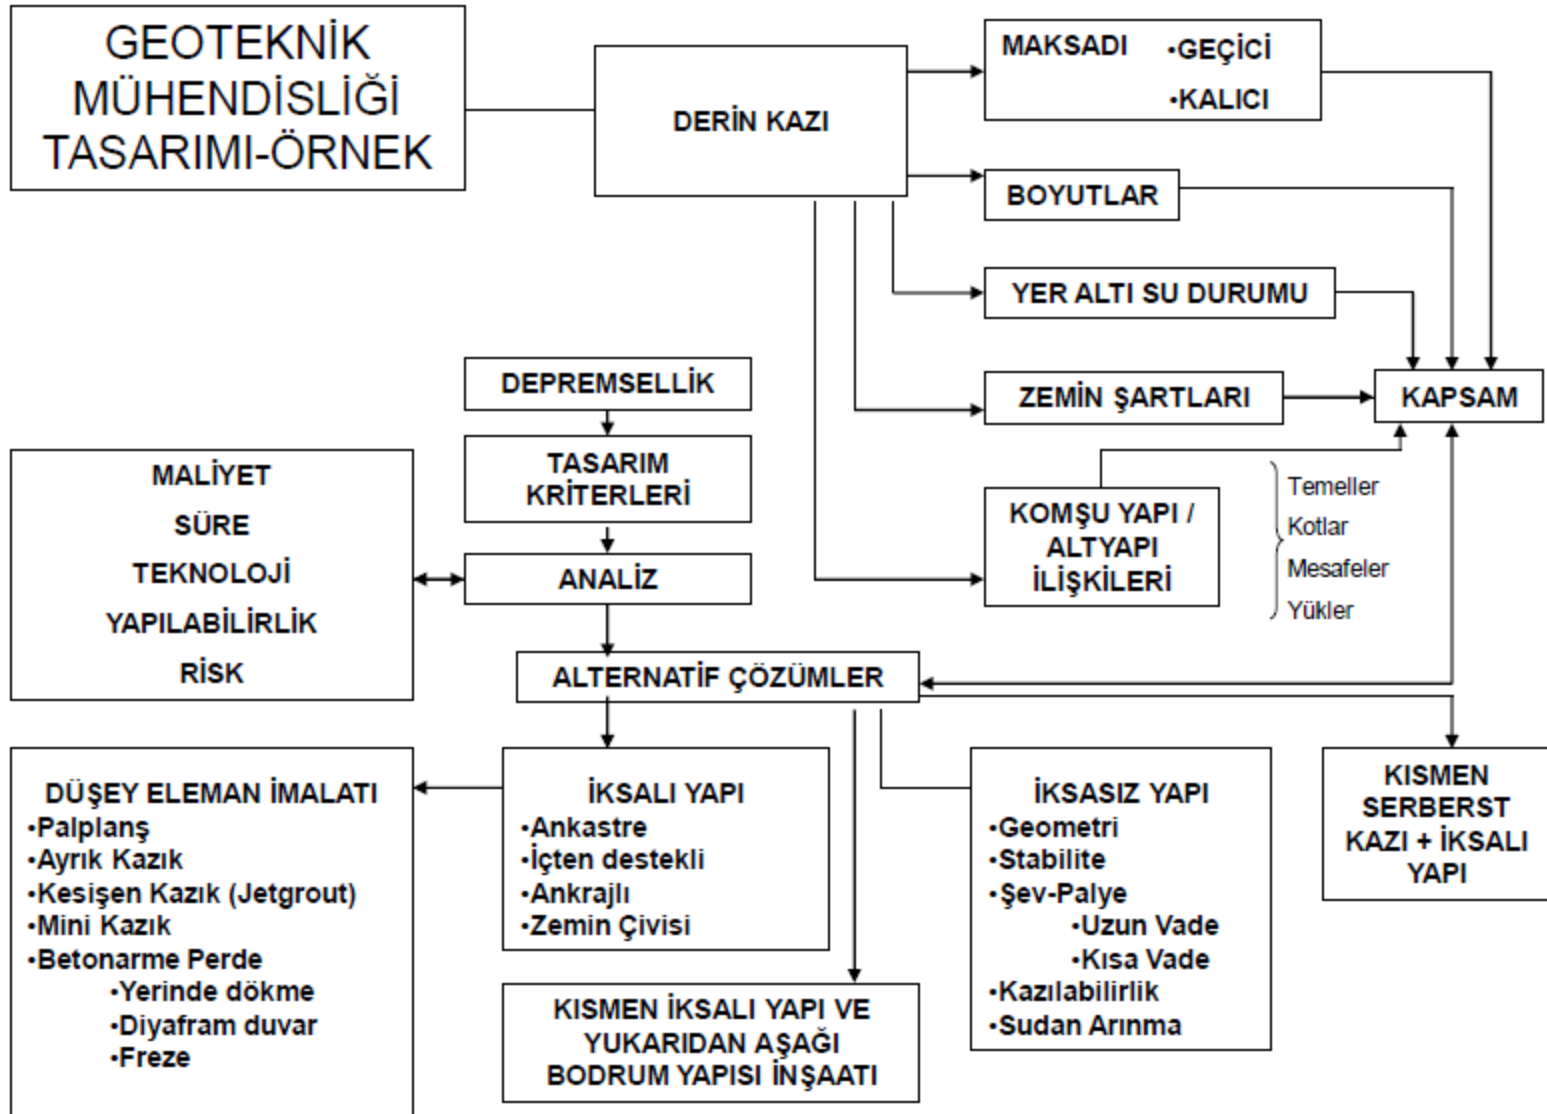 GEOTEKNİK
MÜHENDİSLİĞİ
TASARIMI-ÖRNEK
DERİN KAZI
MAKSADI
•GEÇİCİ
•KALICI
BOYUTLAR
YER ALTI SU DURUMU
ZEMİN ŞARTLARI
KAPSAM
KOMŞU YAPI /
ALTYAPI
İLİŞKİLERİ
Temeller
Kotlar
Mesafeler
Yükler
DEPREMSELLİK
TASARIM
KRİTERLERİ
ANALİZ
MALİYET
SÜRE
TEKNOLOJİ
YAPILABİLİRLİK
RİSK
ALTERNATİF ÇÖZÜMLER
DÜŞEY ELEMAN İMALATI
•Palplanş
•Ayrık Kazık
•Kesişen Kazık (Jetgrout)
•Mini Kazık
•Betonarme Perde
•Yerinde dökme
•Diyafram duvar
•Freze
İKSALI YAPI
•Ankastre
•İçten destekli
•Ankrajlı
•Zemin Çivisi
KISMEN İKSALI YAPI VE
YUKARIDAN AŞAĞI
BODRUM YAPISI İNŞAATI
İKSASIZ YAPI
•Geometri
•Stabilite
•Şev-Palye
•Uzun Vade
•Kısa Vade
•Kazılabilirlik
•Sudan Arınma
KISMEN
SERBERST
KAZI + İKSALI
YAPI